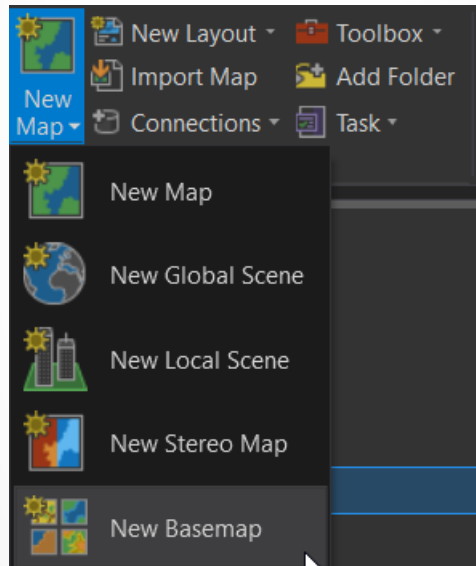 New Map
New Layout
Import Map
Connections
Toolbox
Add Folder
Task
New Map
New Global Scene
New Local Scene
New Stereo Map
New Basemap